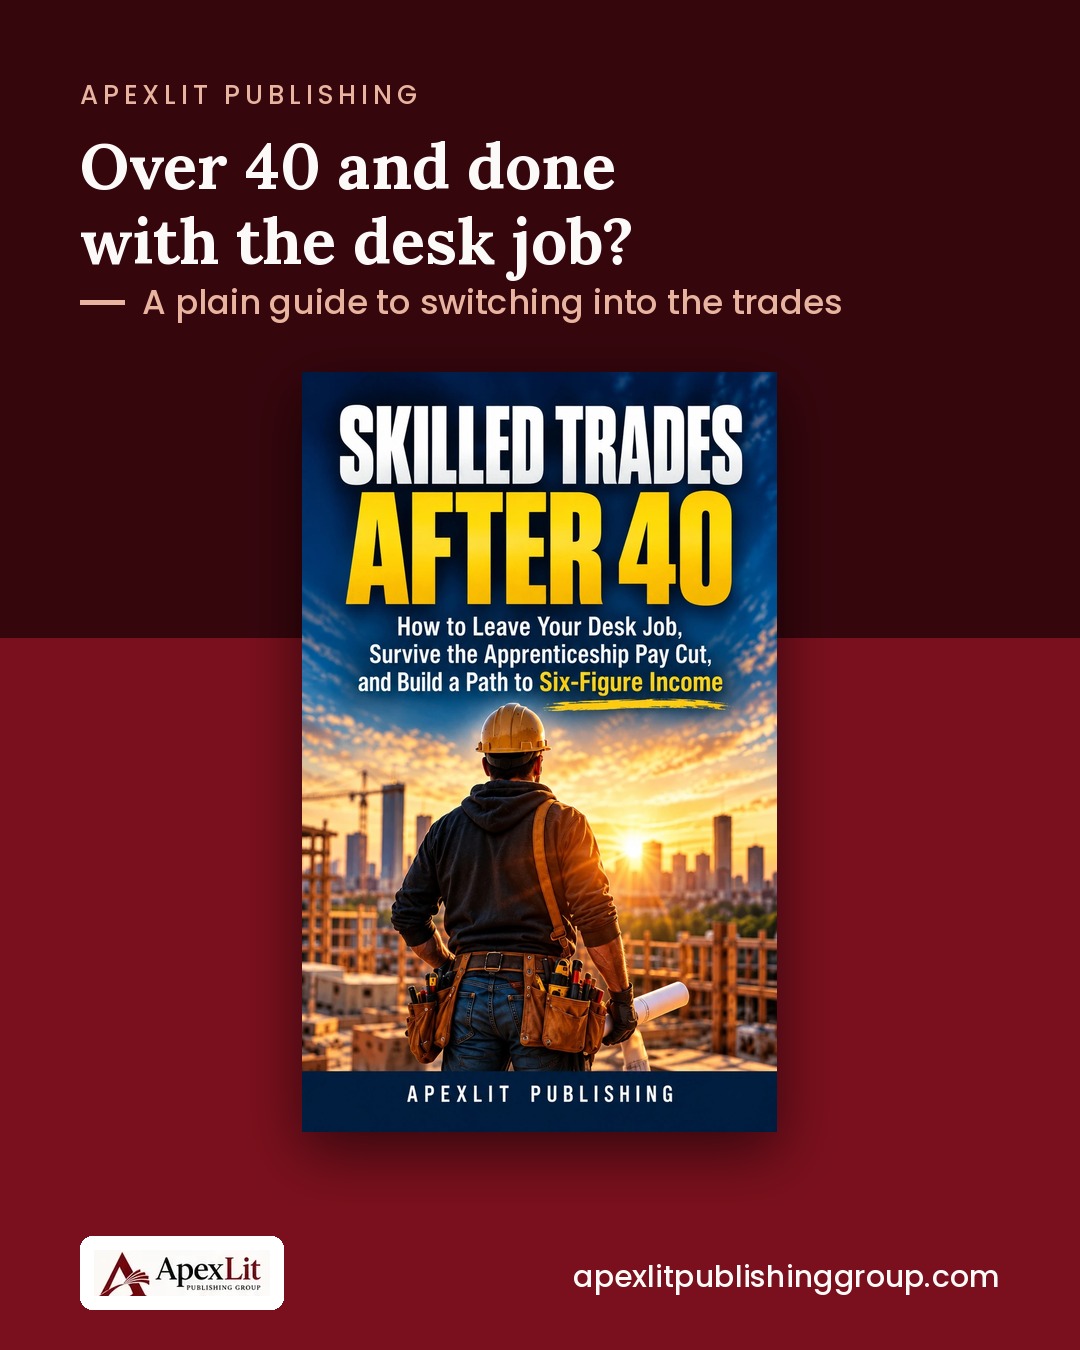 APEXLIT PUBLISHING
Over 40 and done
with the desk job?
A plain guide to switching into the trades
SKILLED TRADES
AFTER 40
How to Leave Your Desk Job,
Survive the Apprenticeship Pay Cut,
and Build a Path to Six-Figure Income
APEXLIT PUBLISHING
ApexLit
PUBLISHING GROUP
apexlitpublishinggroup.com